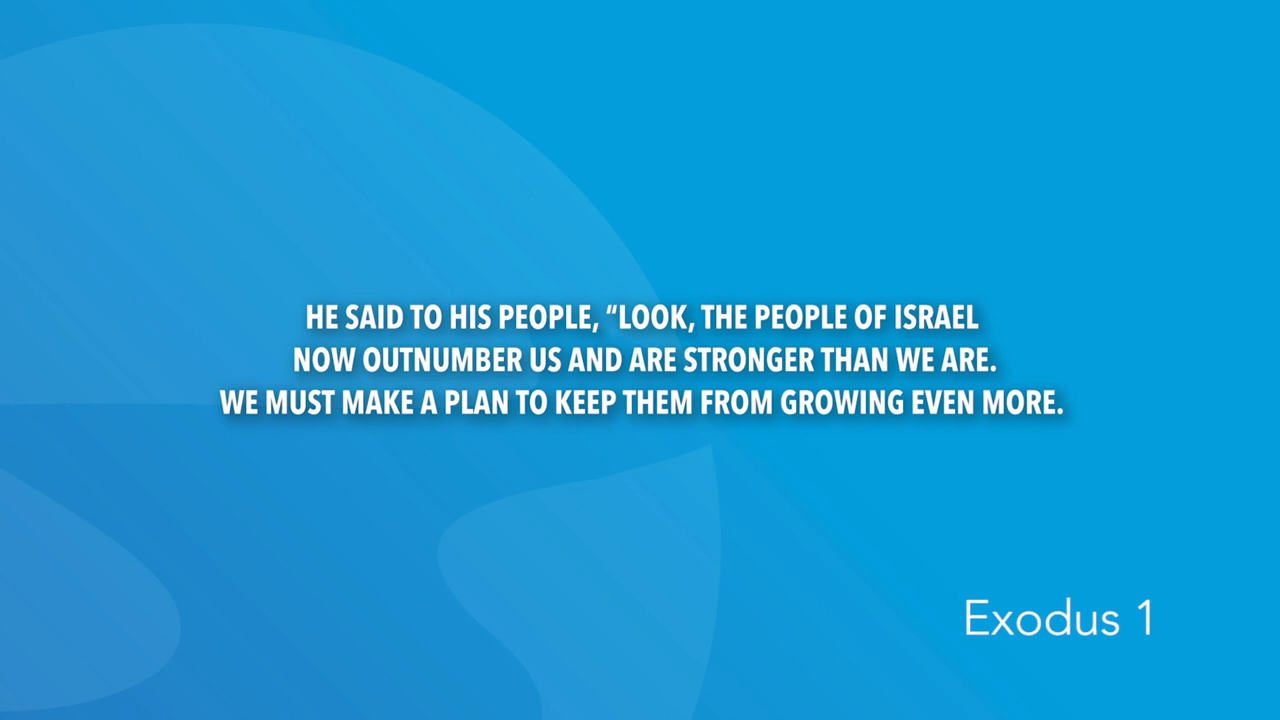 HE SAID TO HIS PEOPLE, “LOOK, THE PEOPLE OF ISRAEL
NOW OUTNUMBER US AND ARE STRONGER THAN WE ARE.
WE MUST MAKE A PLAN TO KEEP THEM FROM GROWING EVEN MORE.
Exodus 1